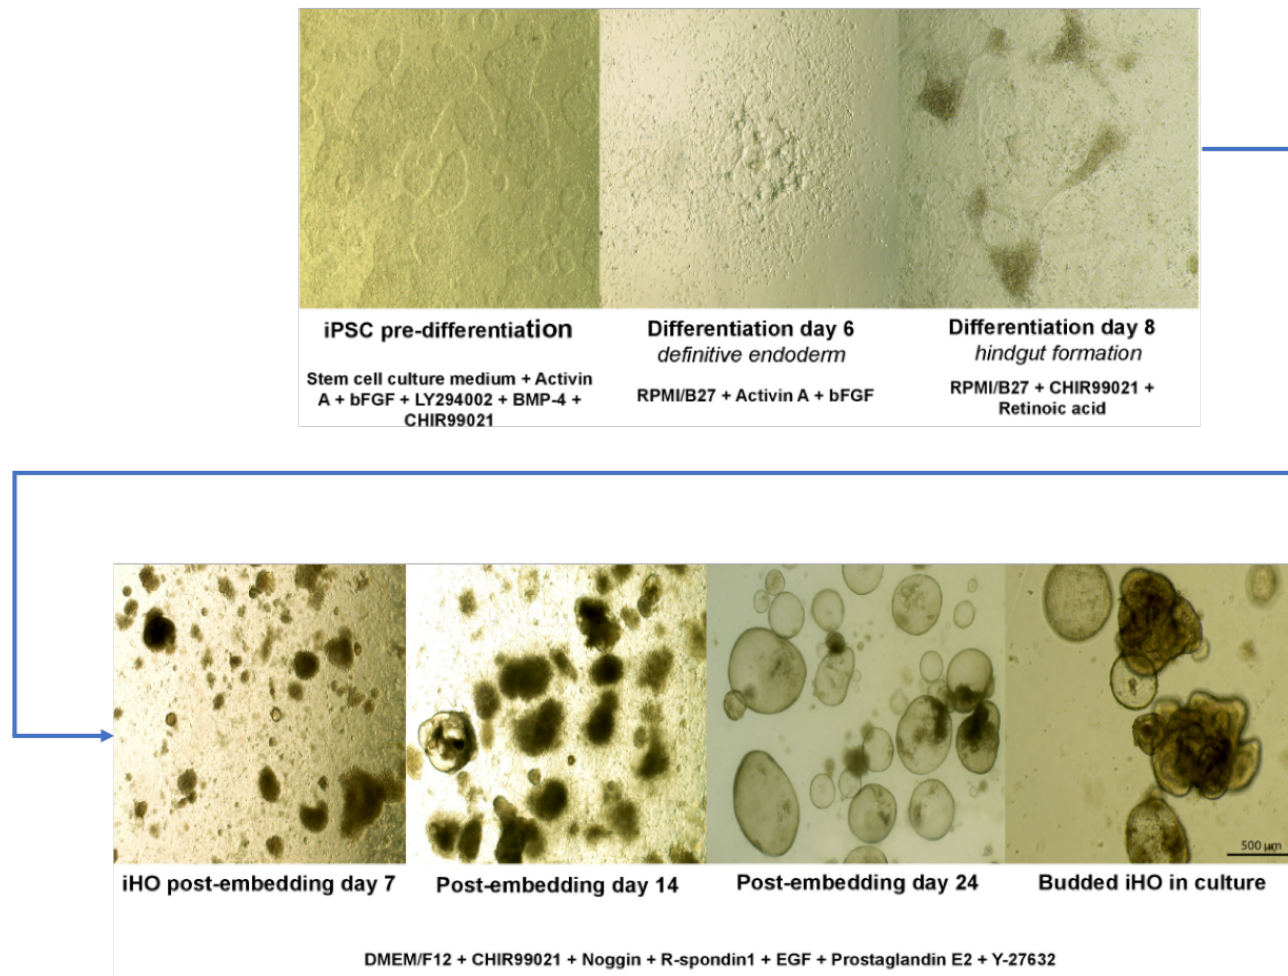 iPSC pre-differentiation
Stem cell culture medium + Activin
A + bFGF + LY294002 + BMP-4 +
CHIR99021
Differentiation day 6
definitive endoderm
RPMI/B27 + Activin A + bFGF
Differentiation day 8
hindgut formation
RPMI/B27 + CHIR99021 +
Retinoic acid
iHO post-embedding day 7
Post-embedding day 14
Post-embedding day 24
500 µm
Budded iHO in culture
DMEM/F12 + CHIR99021 + Noggin + R-spondin1 + EGF + Prostaglandin E2 + Y-27632